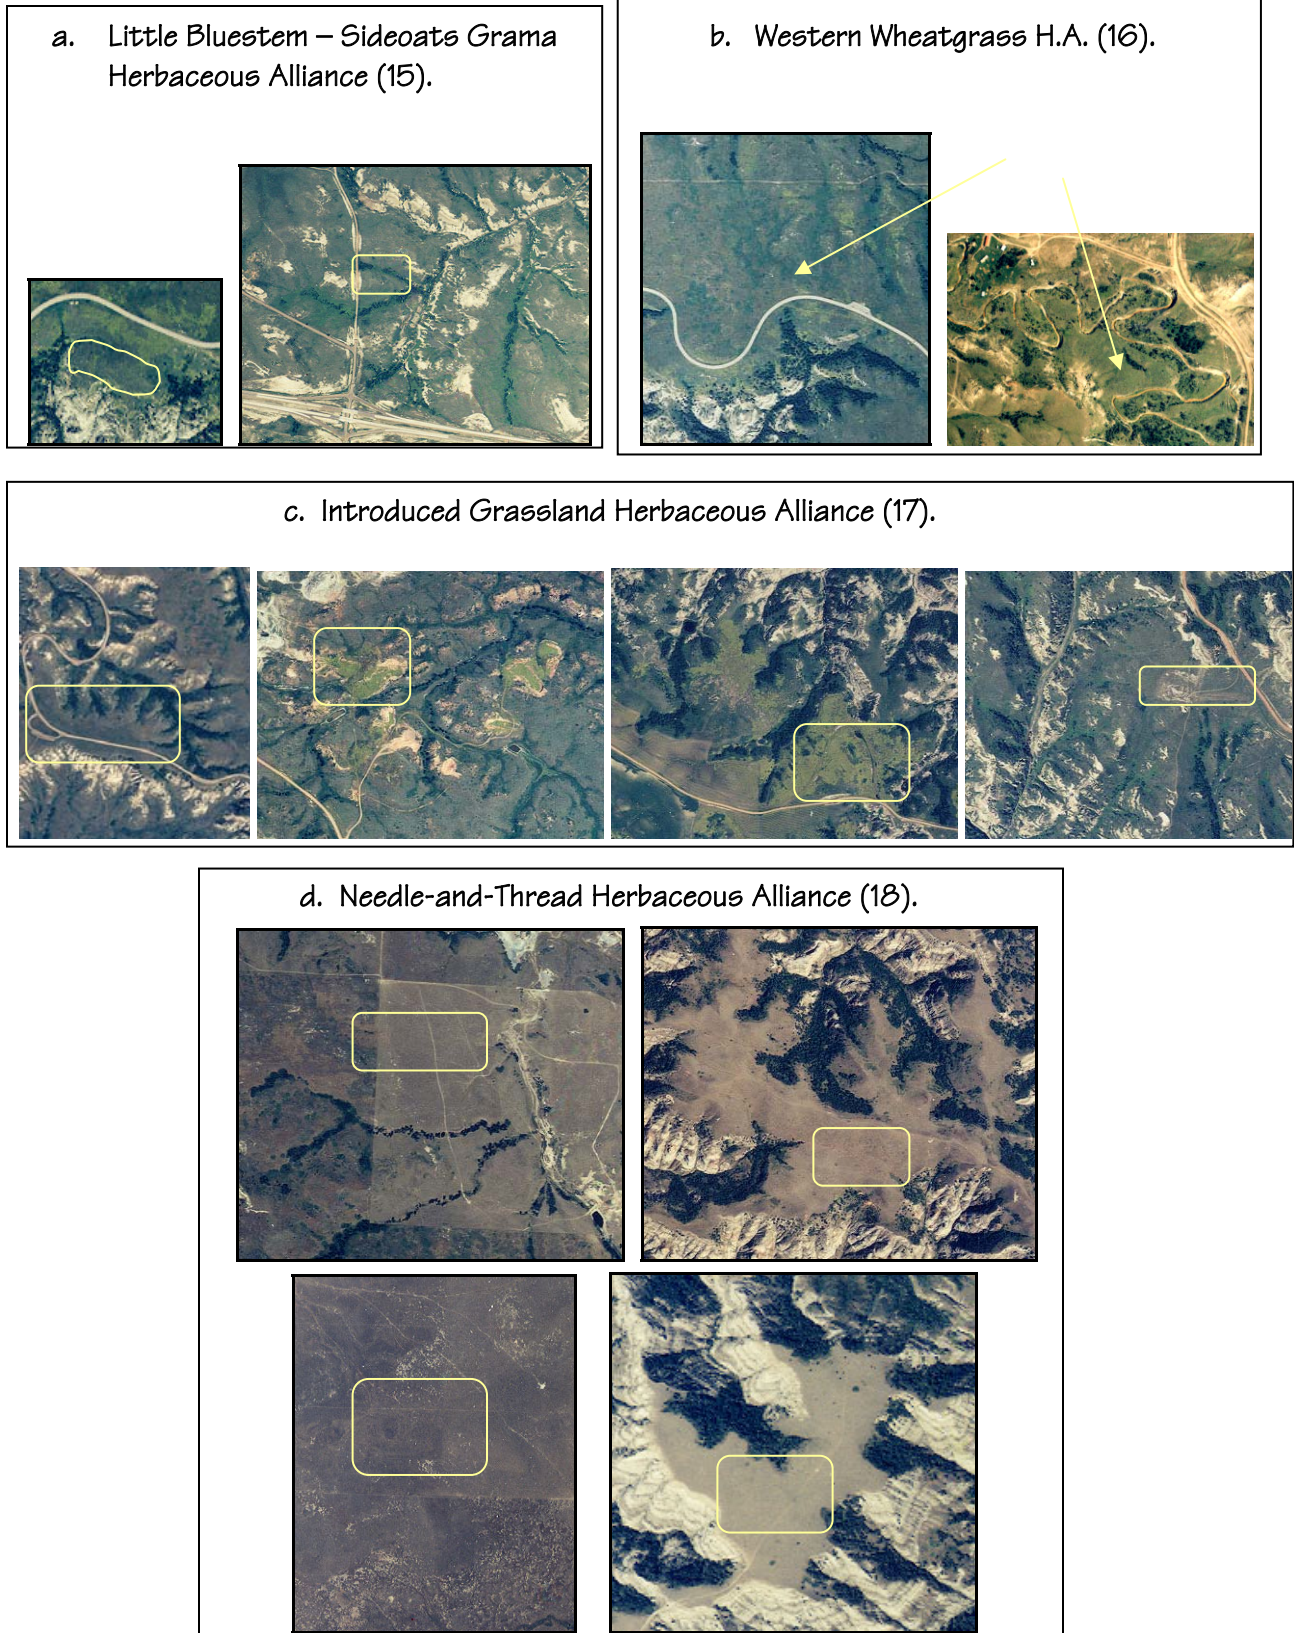 a. Little Bluestem – Sideoats Grama
Herbaceous Alliance (15).
b. Western Wheatgrass H.A. (16).
c. Introduced Grassland Herbaceous Alliance (17).
d. Needle-and-Thread Herbaceous Alliance (18).